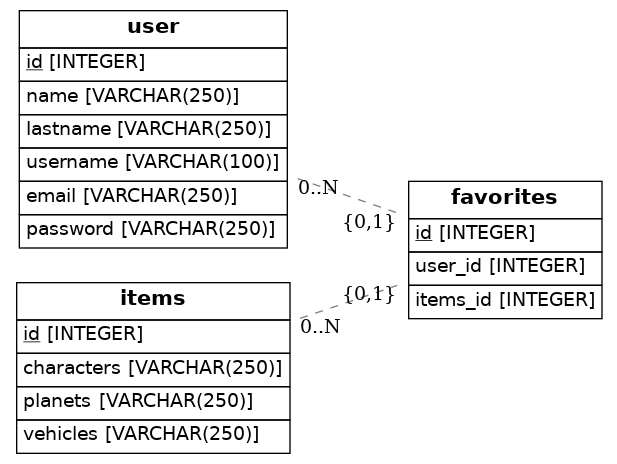 user
id [INTEGER]
name [VARCHAR(250)]
lastname [VARCHAR(250)]
username [VARCHAR(100)]
email [VARCHAR(250)]
password [VARCHAR(250)]
0..N
{0,1}
favorites
id [INTEGER]
user_id [INTEGER]
items_id [INTEGER]
{0,1}
0..N
items
id [INTEGER]
characters [VARCHAR(250)]
planets [VARCHAR(250)]
vehicles [VARCHAR(250)]